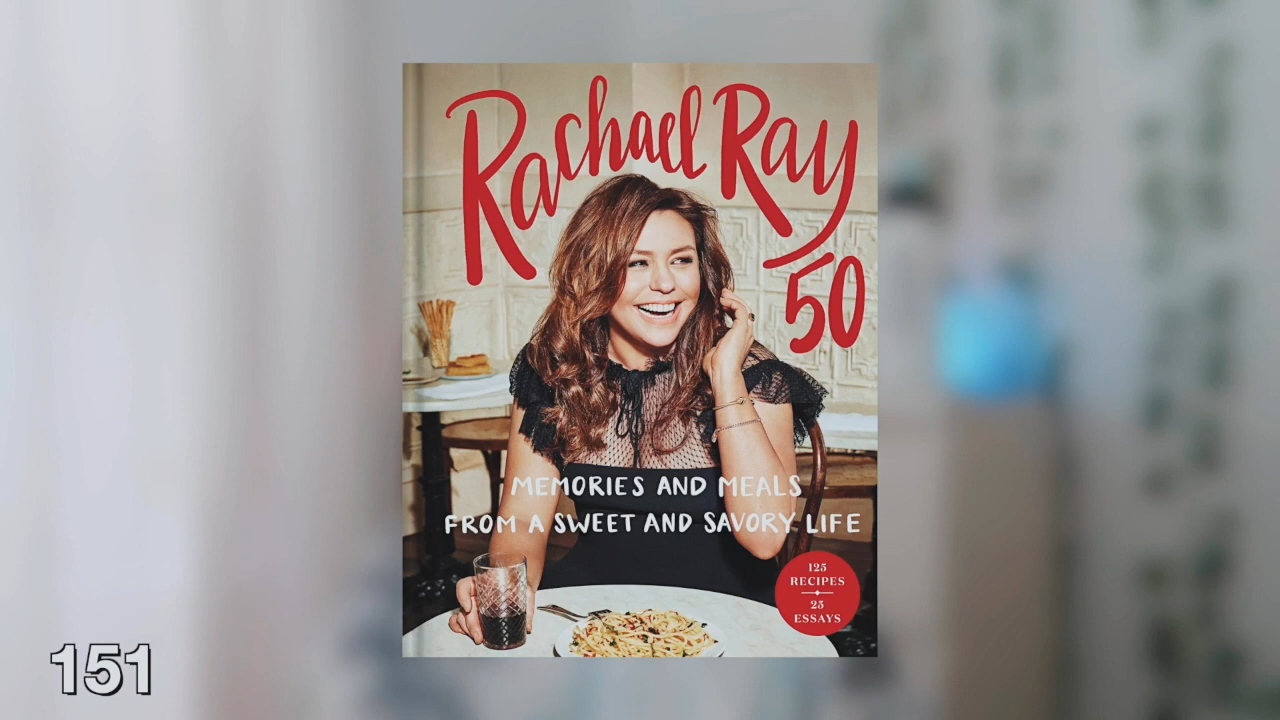 Rachael Ray
50
MEMORIES AND MEALS
FROM A SWEET AND SAVORY LIFE
125
RECIPES
25
ESSAYS
151